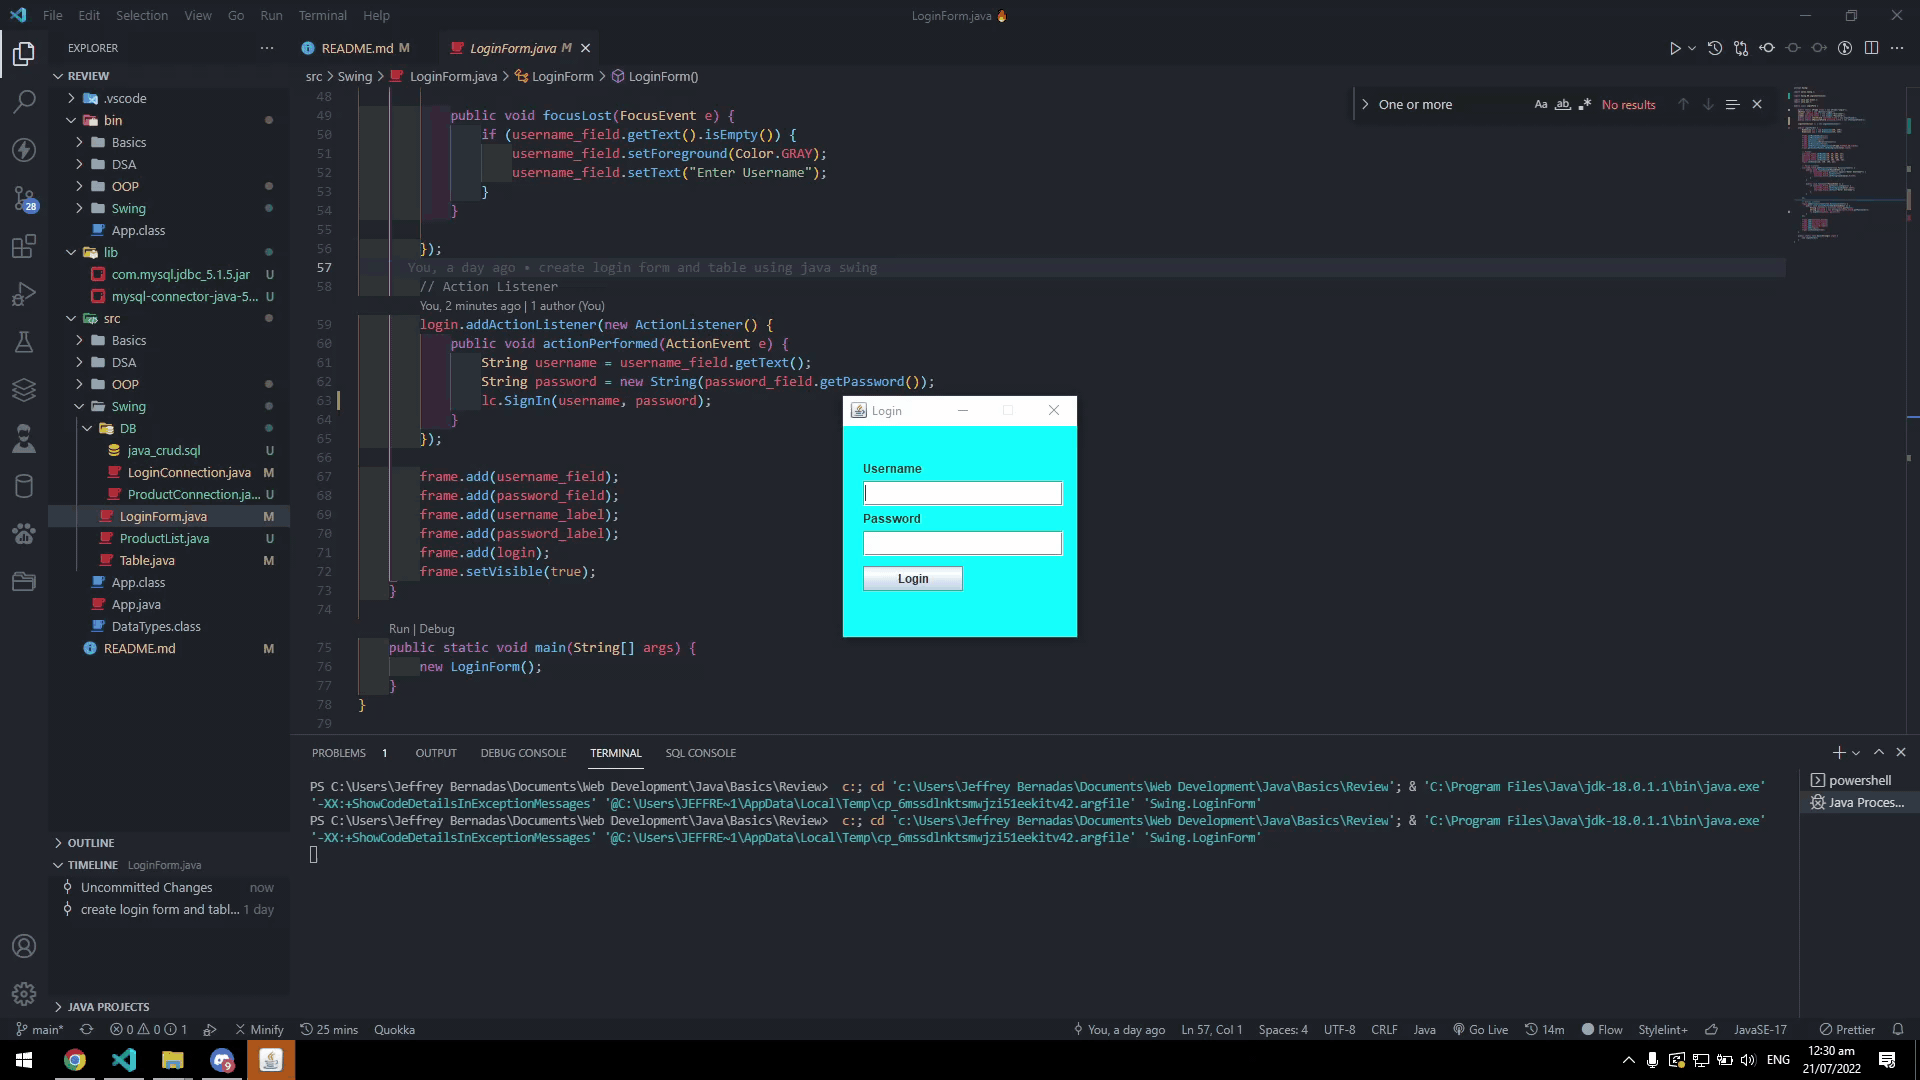 File Edit Selection View Go Run Terminal Help
LoginForm.java 🔥
EXPLORER
REVIEW
.vscode
bin
Basics
DSA
OOP
Swing
App.class
lib
com.mysql.jdbc_5.1.5.jar U
mysql-connector-java-5... U
src
Basics
DSA
OOP
Swing
DB
java_crud.sql U
LoginConnection.java M
ProductConnection.ja... U
LoginForm.java M
ProductList.java U
Table.java M
App.class
App.java
DataTypes.class
README.md M
OUTLINE
TIMELINE LoginForm.java
Uncommitted Changes now
create login form and tabl... 1 day
JAVA PROJECTS
28
README.md M
LoginForm.java M
src > Swing > LoginForm.java > LoginForm > LoginForm()
One or more Aa ab .* No results
48
49 public void focusLost(FocusEvent e) {
50 if (username_field.getText().isEmpty()) {
51 username_field.setForeground(Color.GRAY);
52 username_field.setText("Enter Username");
53 }
54 }
55
56 });
57 You, a day ago • create login form and table using java swing
58 // Action Listener
You, 2 minutes ago | 1 author (You)
59 login.addActionListener(new ActionListener() {
60 public void actionPerformed(ActionEvent e) {
61 String username = username_field.getText();
62 String password = new String(password_field.getPassword());
63 lc.SignIn(username, password);
64 }
65 });
66
67 frame.add(username_field);
68 frame.add(password_field);
69 frame.add(username_label);
70 frame.add(password_label);
71 frame.add(login);
72 frame.setVisible(true);
73 }
74
Run | Debug
75 public static void main(String[] args) {
76 new LoginForm();
77 }
78 }
79
Login
Username
Password
Login
PROBLEMS 1 OUTPUT DEBUG CONSOLE TERMINAL SQL CONSOLE
PS C:\Users\Jeffrey Bernadas\Documents\Web Development\Java\Basics\Review> c:; cd 'c:\Users\Jeffrey Bernadas\Documents\Web Development\Java\Basics\Review'; & 'C:\Program Files\Java\jdk-18.0.1.1\bin\java.exe'
'-XX:+ShowCodeDetailsInExceptionMessages' '@C:\Users\JEFFRE~1\AppData\Local\Temp\cp_6mssdlnktsmwjzi51eekitv42.argfile' 'Swing.LoginForm'
PS C:\Users\Jeffrey Bernadas\Documents\Web Development\Java\Basics\Review> c:; cd 'c:\Users\Jeffrey Bernadas\Documents\Web Development\Java\Basics\Review'; & 'C:\Program Files\Java\jdk-18.0.1.1\bin\java.exe'
'-XX:+ShowCodeDetailsInExceptionMessages' '@C:\Users\JEFFRE~1\AppData\Local\Temp\cp_6mssdlnktsmwjzi51eekitv42.argfile' 'Swing.LoginForm'
powershell
Java Proces...
main* 0 0 1 Minify 25 mins Quokka You, a day ago Ln 57, Col 1 Spaces: 4 UTF-8 CRLF Java Go Live 14m Flow Stylelint+ JavaSE-17 Prettier
9
ENG
12:30 am
21/07/2022